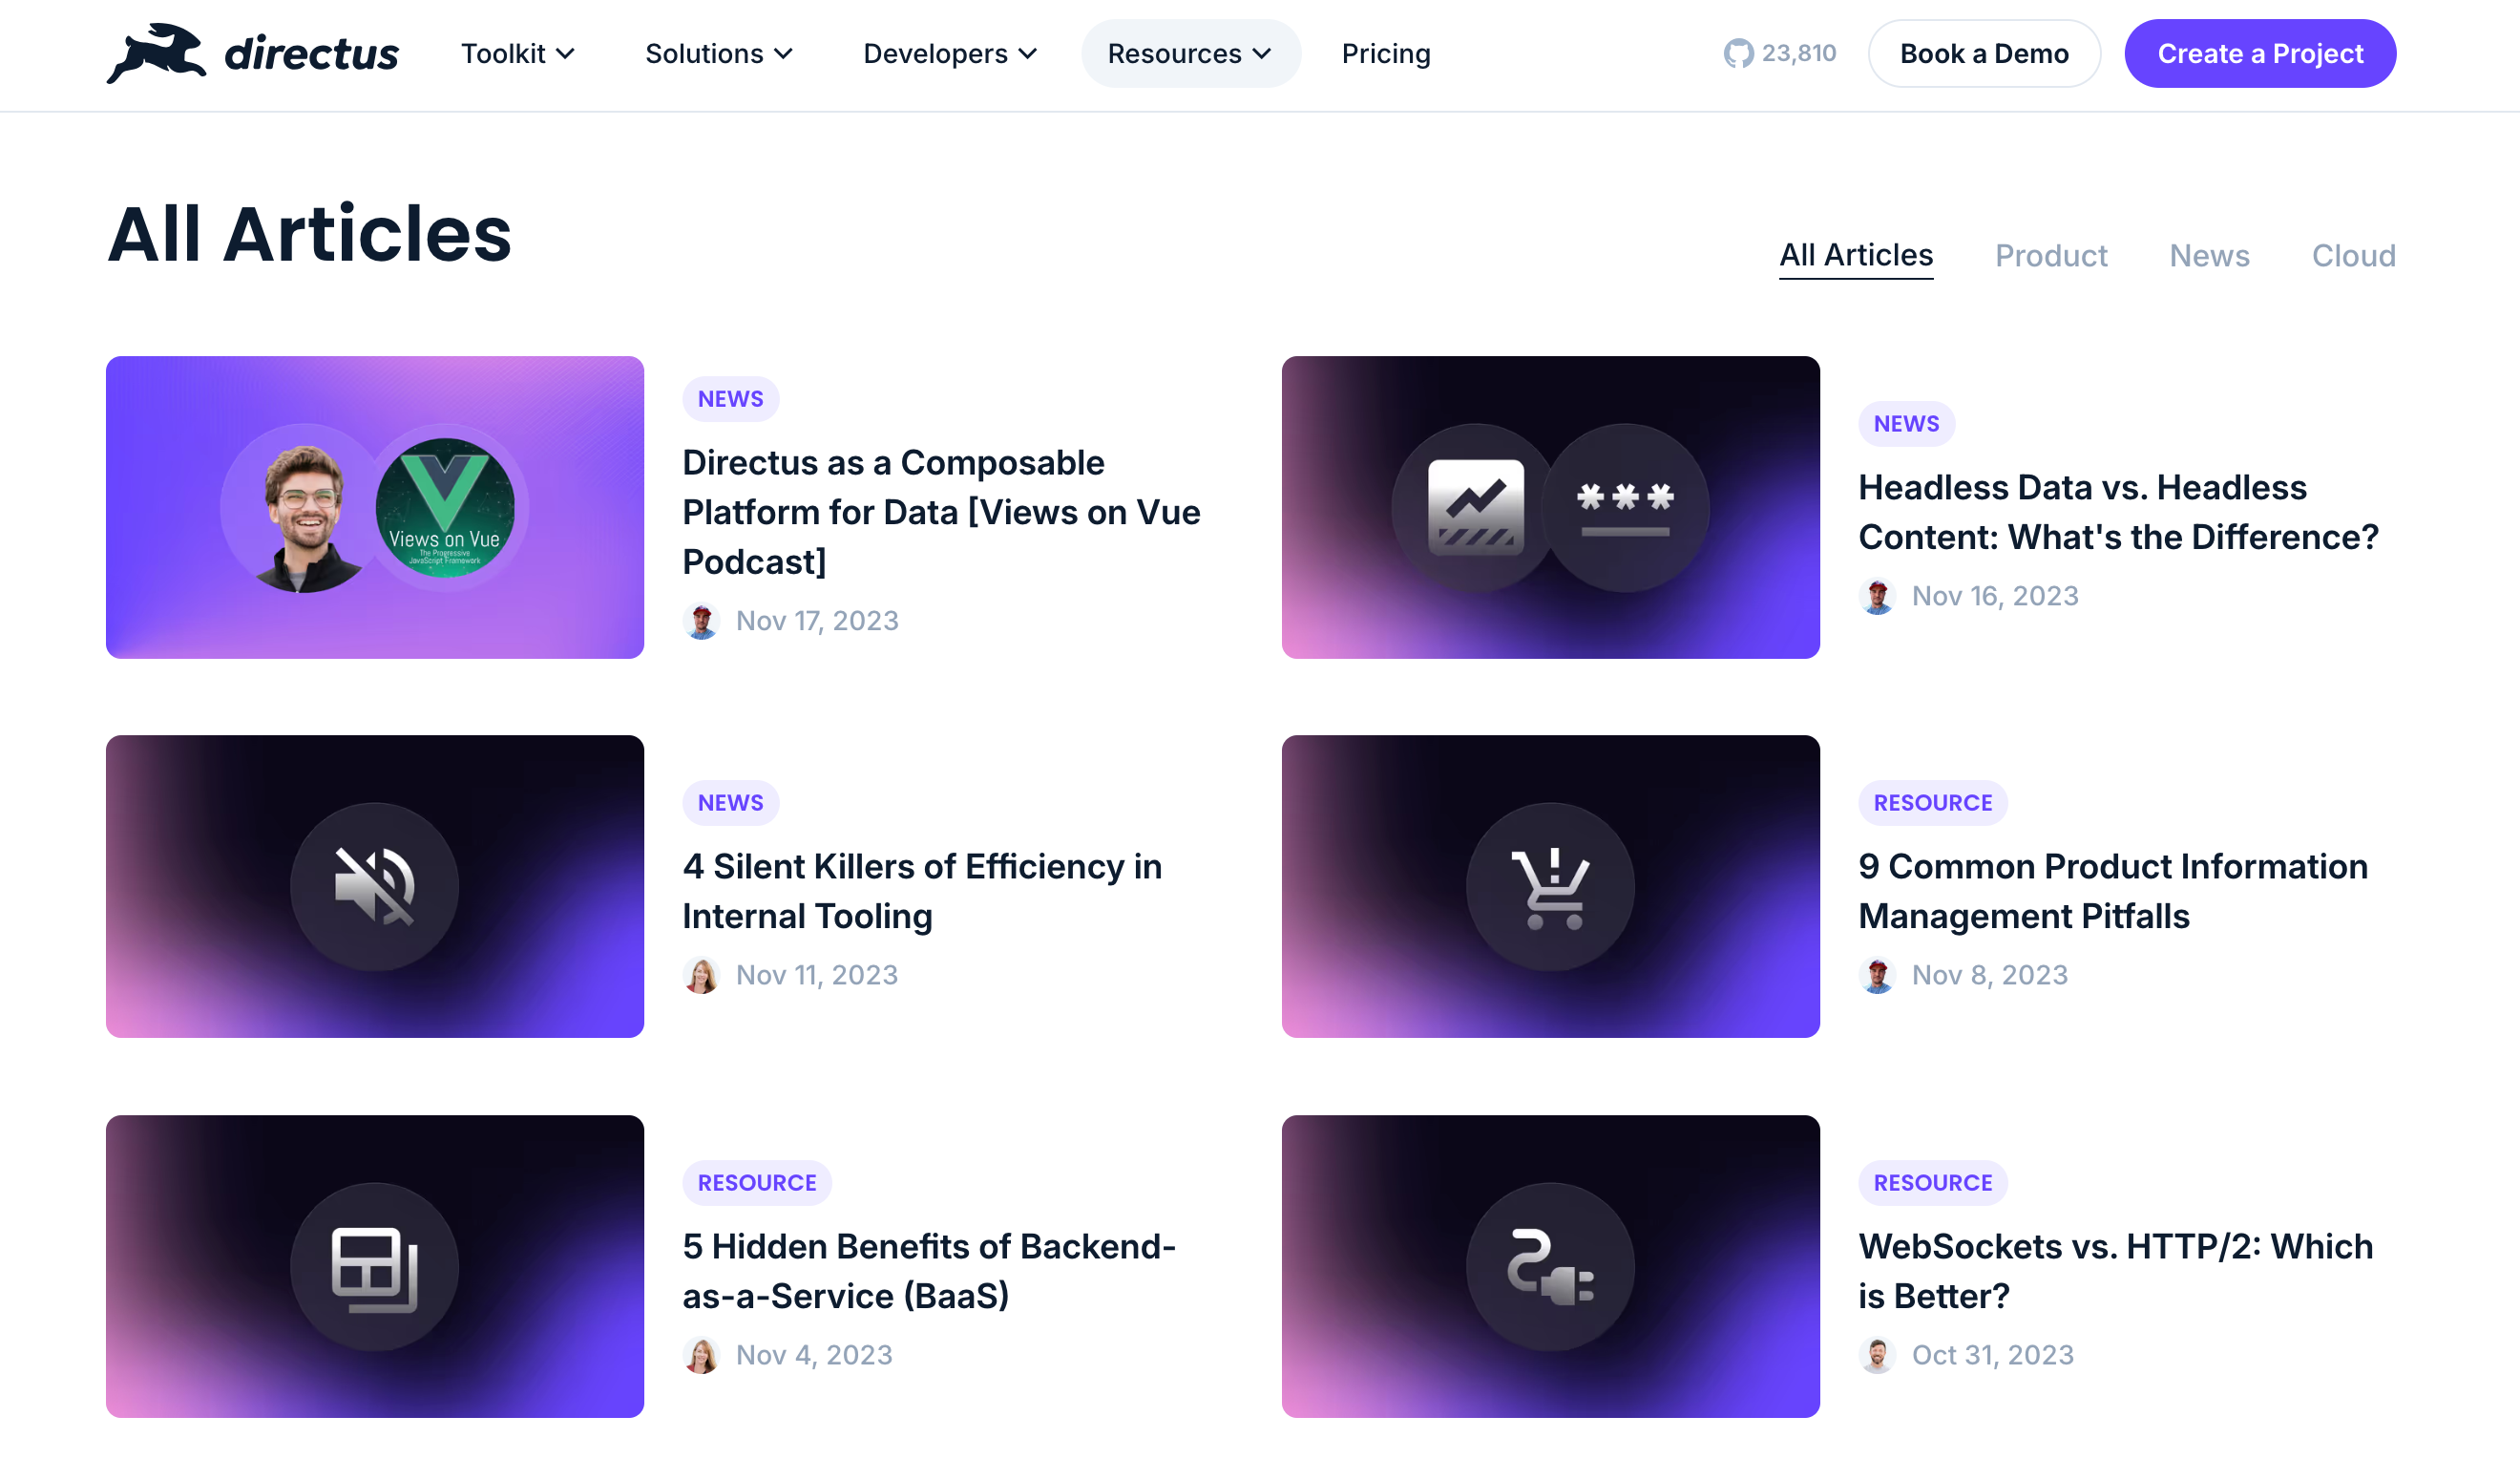 directus
Toolkit
Solutions
Developers
Resources
Pricing
23,810
Book a Demo
Create a Project
All Articles
All Articles
Product
News
Cloud
Views on Vue
The Progressive
JavaScript Framework
NEWS
Directus as a Composable
Platform for Data [Views on Vue
Podcast]
Nov 17, 2023
***
NEWS
Headless Data vs. Headless
Content: What's the Difference?
Nov 16, 2023
NEWS
4 Silent Killers of Efficiency in
Internal Tooling
Nov 11, 2023
RESOURCE
9 Common Product Information
Management Pitfalls
Nov 8, 2023
RESOURCE
5 Hidden Benefits of Backend-
as-a-Service (BaaS)
Nov 4, 2023
RESOURCE
WebSockets vs. HTTP/2: Which
is Better?
Oct 31, 2023